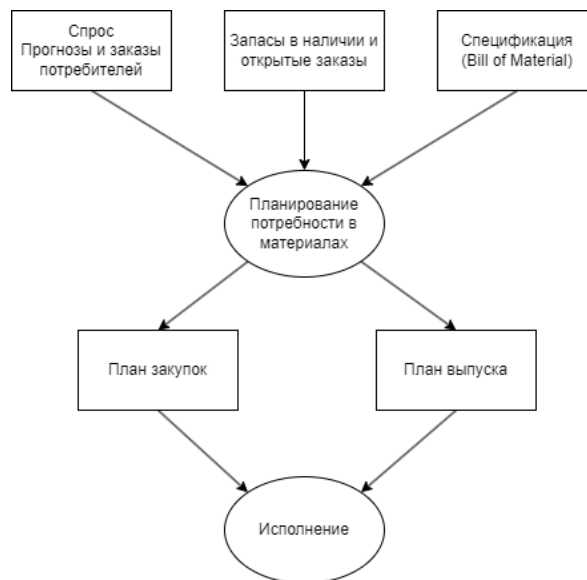 Спрос
Прогнозы и заказы
потребителей
Запасы в наличии и
открытые заказы
Спецификация
(Bill of Material)
Планирование
потребности в
материалах
План закупок
План выпуска
Исполнение